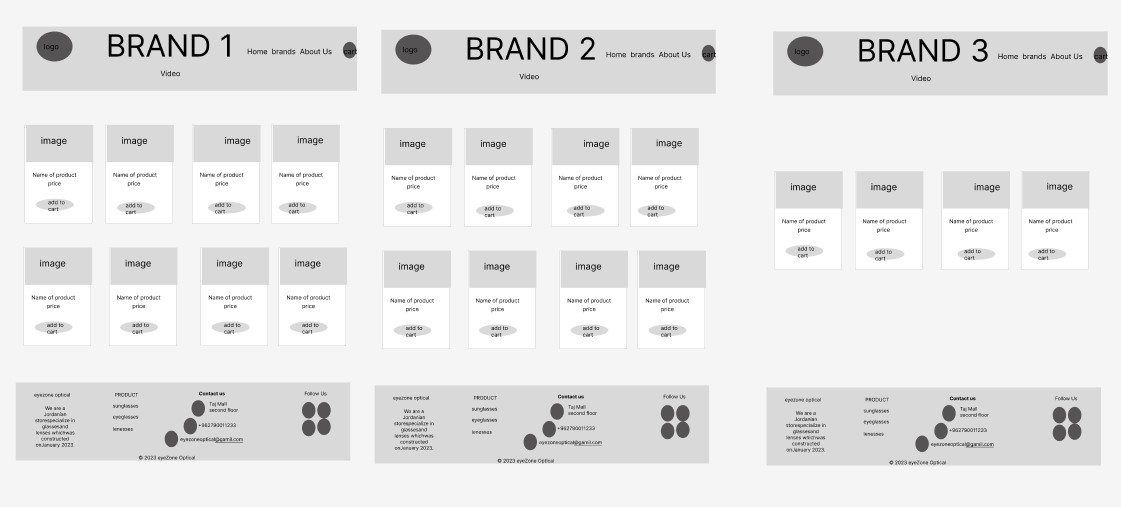 logo
BRAND 1
Home brands About Us
cart
Video
image
image
image
image
Name of product
price
Name of product
price
Name of product
price
Name of product
price
add to
cart
add to
cart
add to
cart
add to
cart
image
image
image
image
Name of product
price
Name of product
price
Name of product
price
Name of product
price
add to
cart
add to
cart
add to
cart
add to
cart
eyezone optical
We are a
Jordanian
storespecialize in
glassesand
lenses whichwas
constructed
onJanuary 2023.
PRODUCT
sunglasses
eyeglasses
lenesses
Contact us
Taj Mall
second floor
+962790011233
eyezoneoptical@gamil.com
Follow Us
© 2023 eyeZone Optical
logo
BRAND 2
Home brands About Us
cart
Video
image
image
image
image
Name of product
price
Name of product
price
Name of product
price
Name of product
price
add to
cart
add to
cart
add to
cart
add to
cart
image
image
image
image
Name of product
price
Name of product
price
Name of product
price
Name of product
price
add to
cart
add to
cart
add to
cart
add to
cart
eyezone optical
We are a
Jordanian
storespecialize in
glassesand
lenses whichwas
constructed
onJanuary 2023.
PRODUCT
sunglasses
eyeglasses
lenesses
Contact us
Taj Mall
second floor
+962790011233
eyezoneoptical@gamil.com
Follow Us
© 2023 eyeZone Optical
logo
BRAND 3
Home brands About Us
cart
Video
image
image
image
image
Name of product
price
Name of product
price
Name of product
price
Name of product
price
add to
cart
add to
cart
add to
cart
add to
cart
eyezone optical
We are a
Jordanian
storespecialize in
glassesand
lenses whichwas
constructed
onJanuary 2023.
PRODUCT
sunglasses
eyeglasses
lenesses
Contact us
Taj Mall
second floor
+962790011233
eyezoneoptical@gamil.com
Follow Us
© 2023 eyeZone Optical